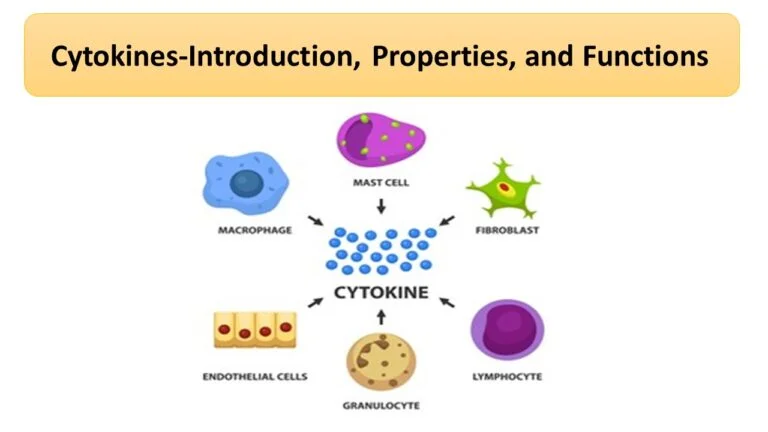 Cytokines-Introduction, Properties, and Functions
MAST CELL
MACROPHAGE
FIBROBLAST
CYTOKINE
ENDOTHELIAL CELLS
LYMPHOCYTE
GRANULOCYTE